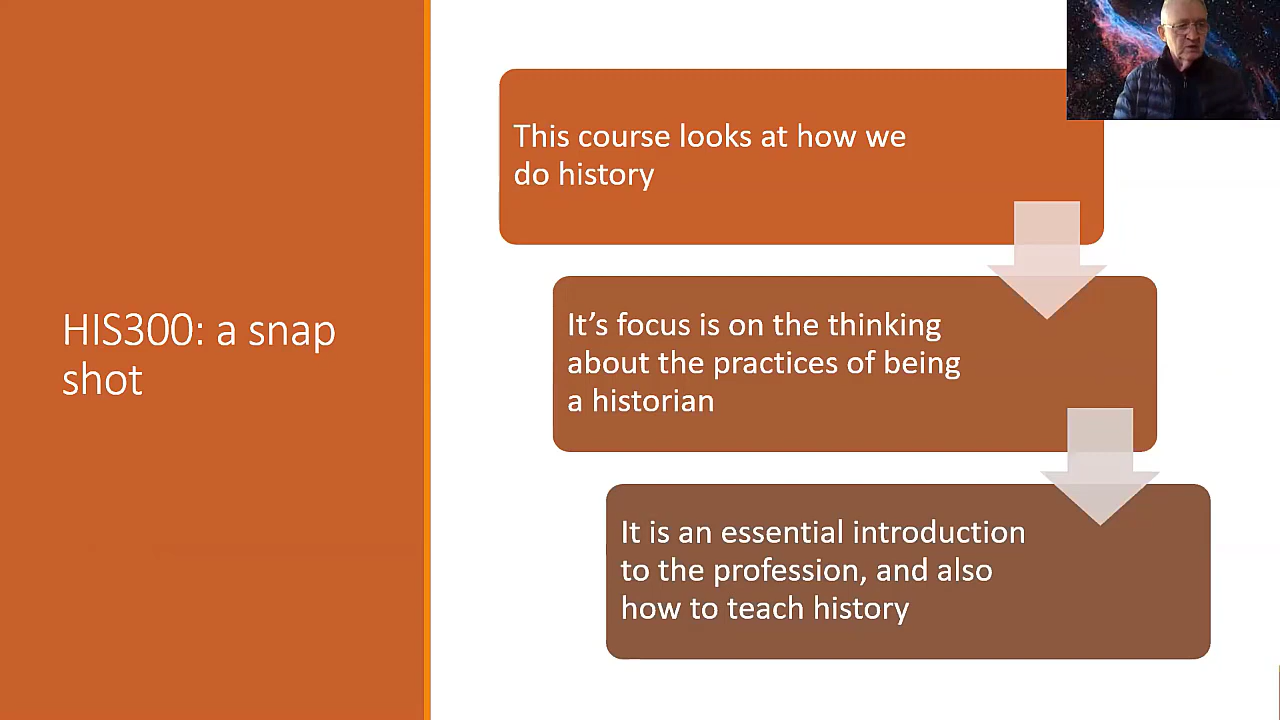 HIS300: a snap
shot
This course looks at how we
do history
It’s focus is on the thinking
about the practices of being
a historian
It is an essential introduction
to the profession, and also
how to teach history